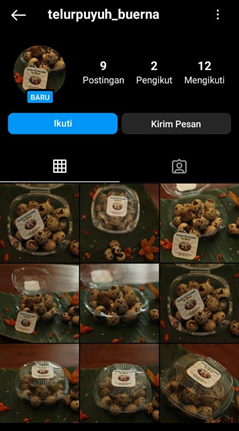 telurpuyuh_buerna
9 2 12
Postingan Pengikut Mengikuti
BARU
Ikuti Kirim Pesan